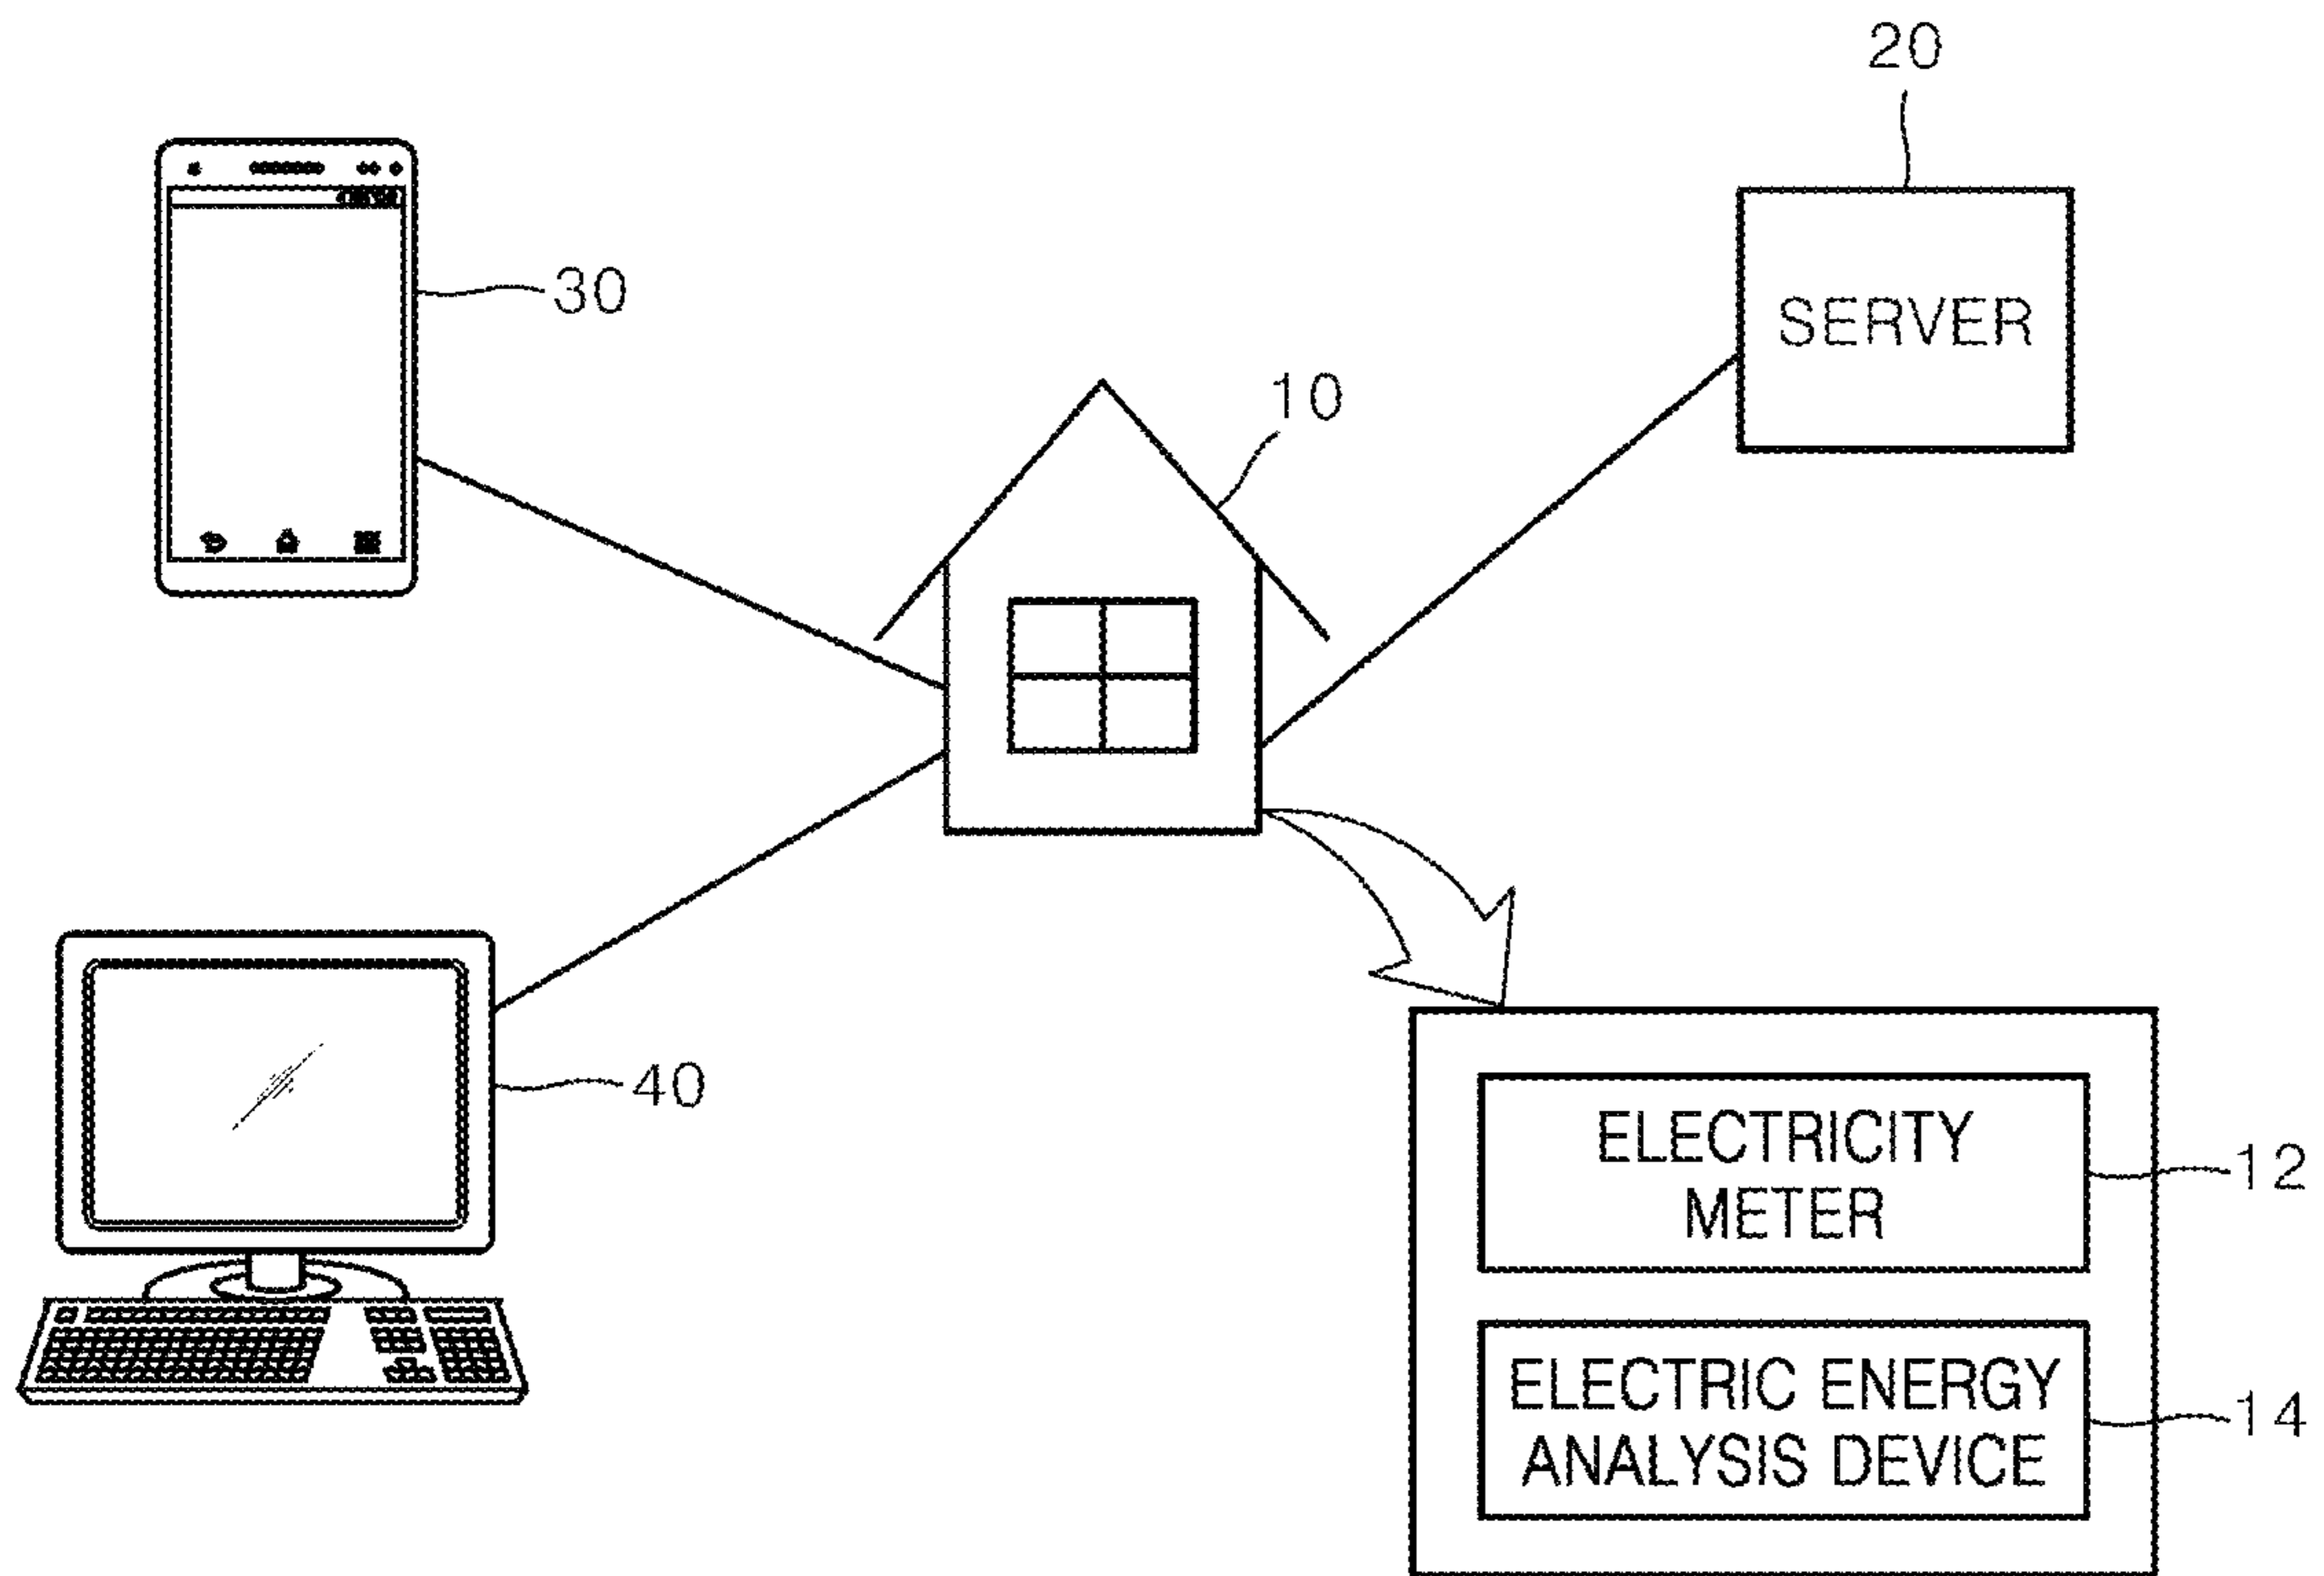 20
30
SERVER
10
40
ELECTRICITY
METER
12
ELECTRIC ENERGY
ANALYSIS DEVICE
14